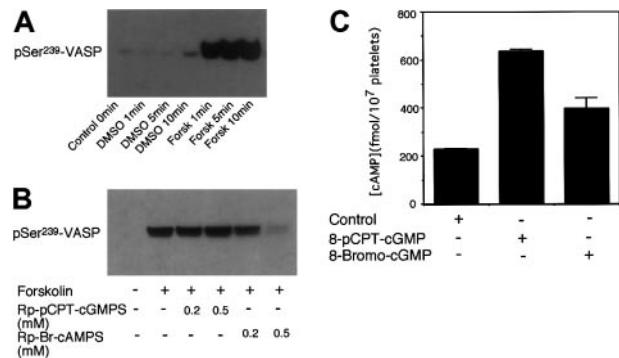 A
pSer239-VASP
Control 0min
DMSO 1min
DMSO 5min
DMSO 10min
Forsk 1min
Forsk 5min
Forsk 10min
B
pSer239-VASP
Forskolin - + + + + +
Rp-pCPT-cGMPS - - 0.2 0.5 - -
(mM)
Rp-Br-cAMPS - - - - 0.2 0.5
(mM)
C
[cAMP](fmol/10^7 platelets)
800
600
400
200
0
Control + - -
8-pCPT-cGMP - + -
8-Bromo-cGMP - - +